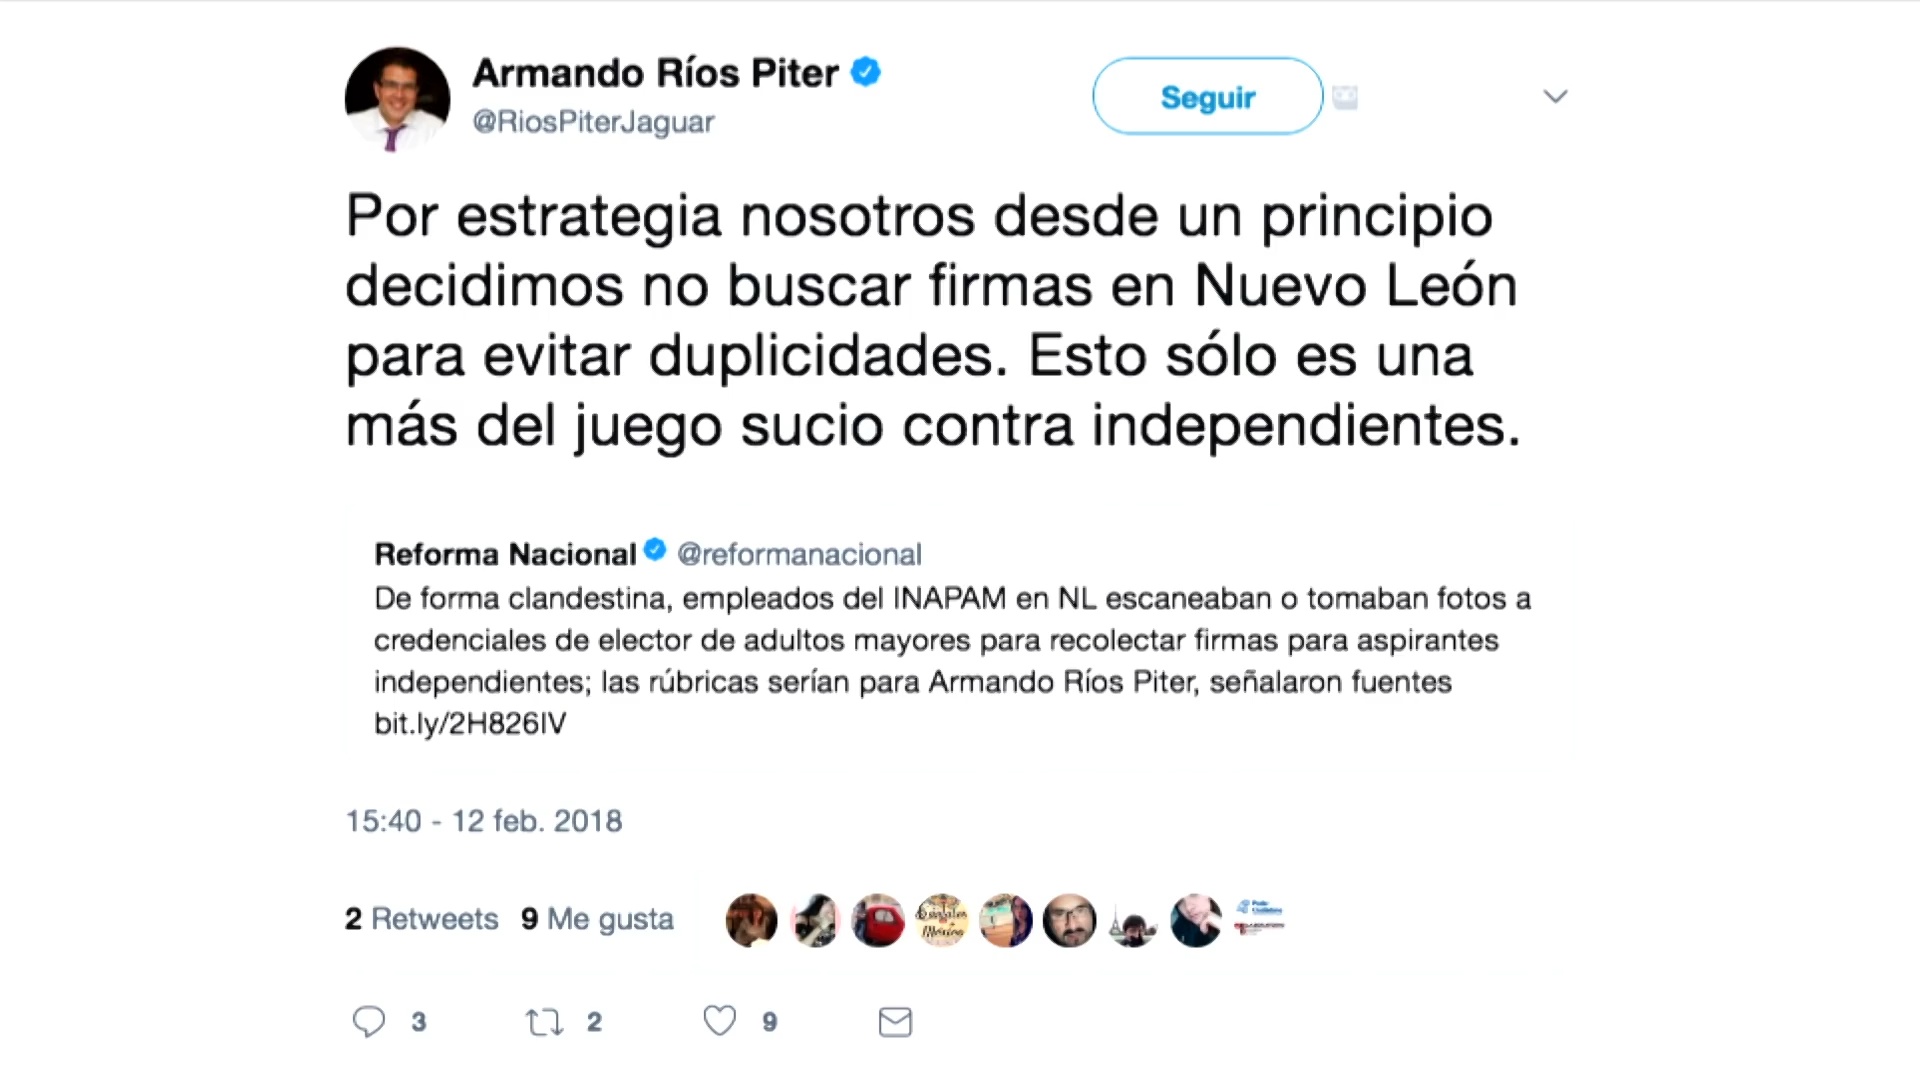 Armando Ríos Piter
@RiosPiterJaguar
Seguir
Por estrategia nosotros desde un principio
decidimos no buscar firmas en Nuevo León
para evitar duplicidades. Esto sólo es una
más del juego sucio contra independientes.
Reforma Nacional @reformanacional
De forma clandestina, empleados del INAPAM en NL escaneaban o tomaban fotos a
credenciales de elector de adultos mayores para recolectar firmas para aspirantes
independientes; las rúbricas serían para Armando Ríos Piter, señalaron fuentes
bit.ly/2H826IV
15:40 - 12 feb. 2018
2 Retweets 9 Me gusta
3 2 9